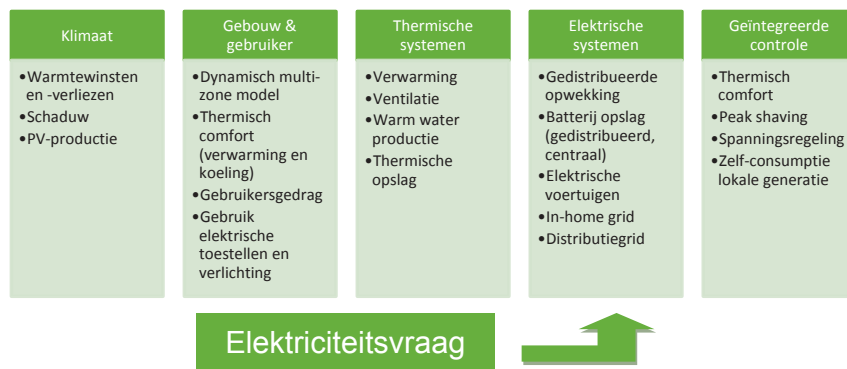 Klimaat
•Warmtewinsten
en -verliezen
•Schaduw
•PV-productie
Gebouw &
gebruiker
•Dynamisch multi-
zone model
•Thermisch
comfort
(verwarming en
koeling)
•Gebruikersgedrag
•Gebruik
elektrische
toestellen en
verlichting
Thermische
systemen
•Verwarming
•Ventilatie
•Warm water
productie
•Thermische
opslag
Elektrische
systemen
•Gedistribueerde
opwekking
•Batterij opslag
(gedistribueerd,
centraal)
•Elektrische
voertuigen
•In-home grid
•Distributiegrid
Geïntegreerde
controle
•Thermisch
comfort
•Peak shaving
•Spanningsregeling
•Zelf-consumptie
lokale generatie
Elektriciteitsvraag